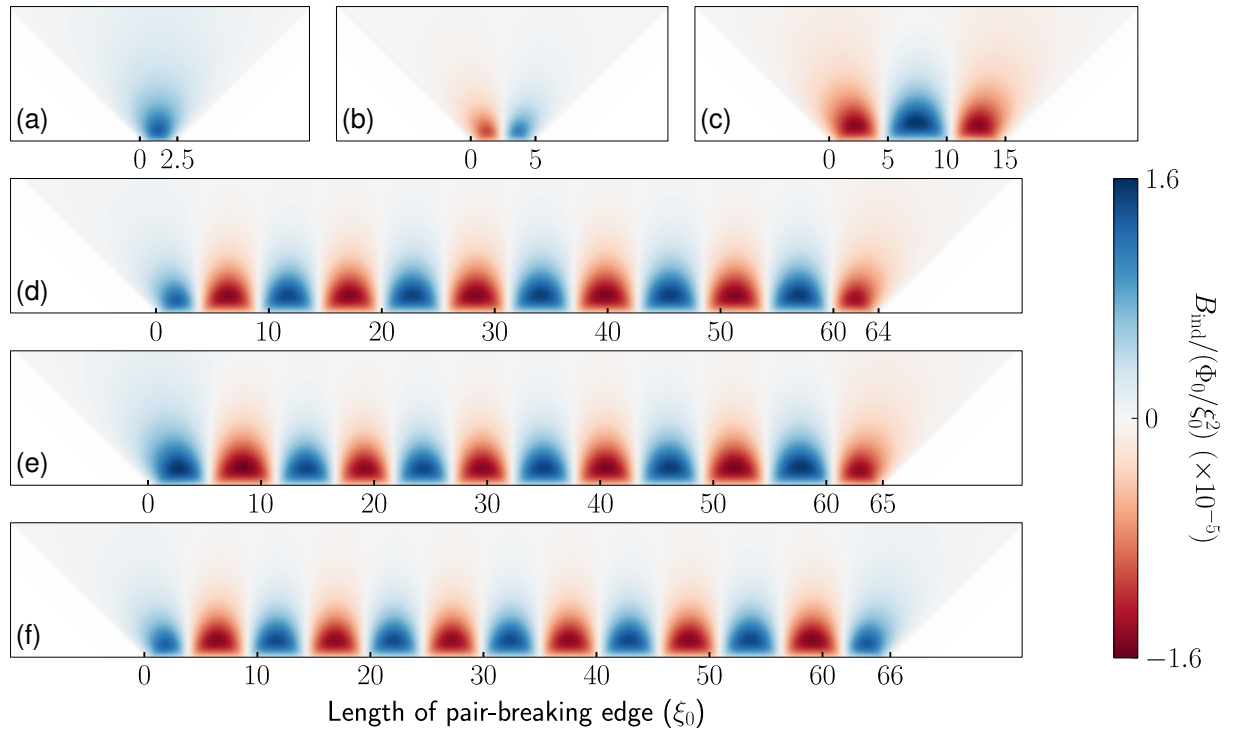 (a)
(b)
(c)
0 2.5
0 5
0 5 10 15
(d)
0 10 20 30 40 50 60 64
(e)
0 10 20 30 40 50 60 65
(f)
0 10 20 30 40 50 60 66
Length of pair-breaking edge (ξ₀)
1.6
0
−1.6
B_ind/(Φ₀/ξ₀²) (×10⁻⁵)